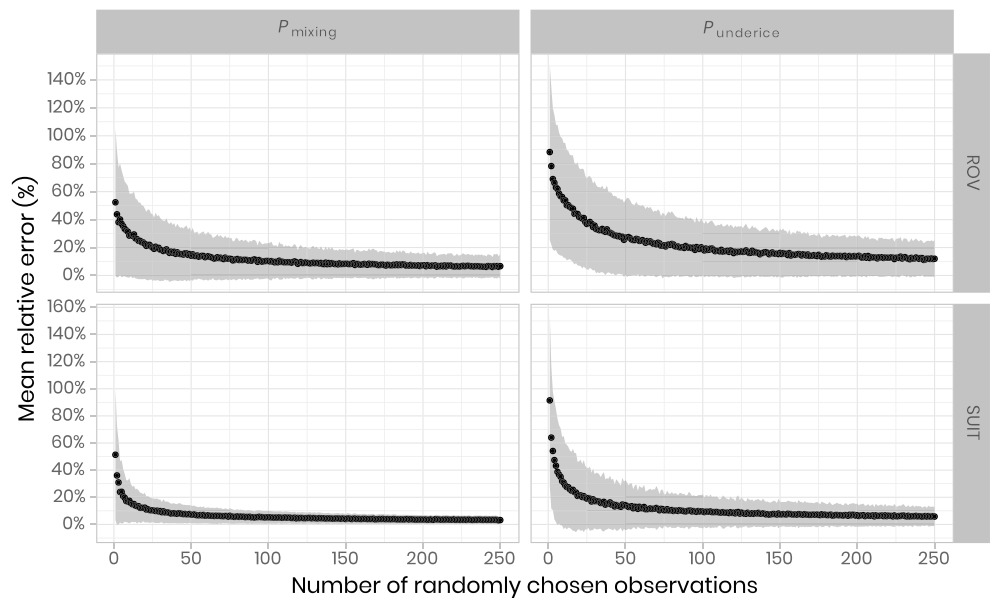 P mixing
P underice
Mean relative error (%)
140%
120%
100%
80%
60%
40%
20%
0%
ROV
160%
140%
120%
100%
80%
60%
40%
20%
0%
SUIT
0 50 100 150 200 250 0 50 100 150 200 250
Number of randomly chosen observations